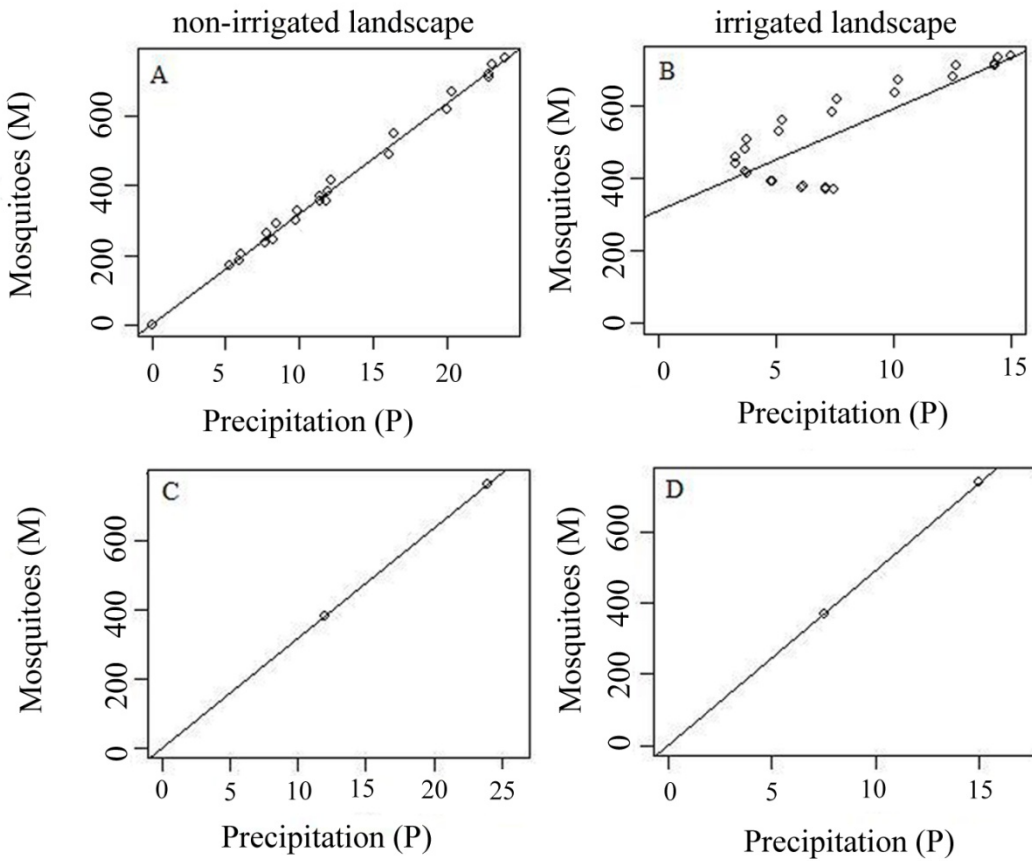 non-irrigated landscape
irrigated landscape
A
Mosquitoes (M)
0 200 400 600
0 5 10 15 20
Precipitation (P)
B
Mosquitoes (M)
0 200 400 600
0 5 10 15
Precipitation (P)
C
Mosquitoes (M)
0 200 400 600
0 5 10 15 20 25
Precipitation (P)
D
Mosquitoes (M)
0 200 400 600
0 5 10 15
Precipitation (P)